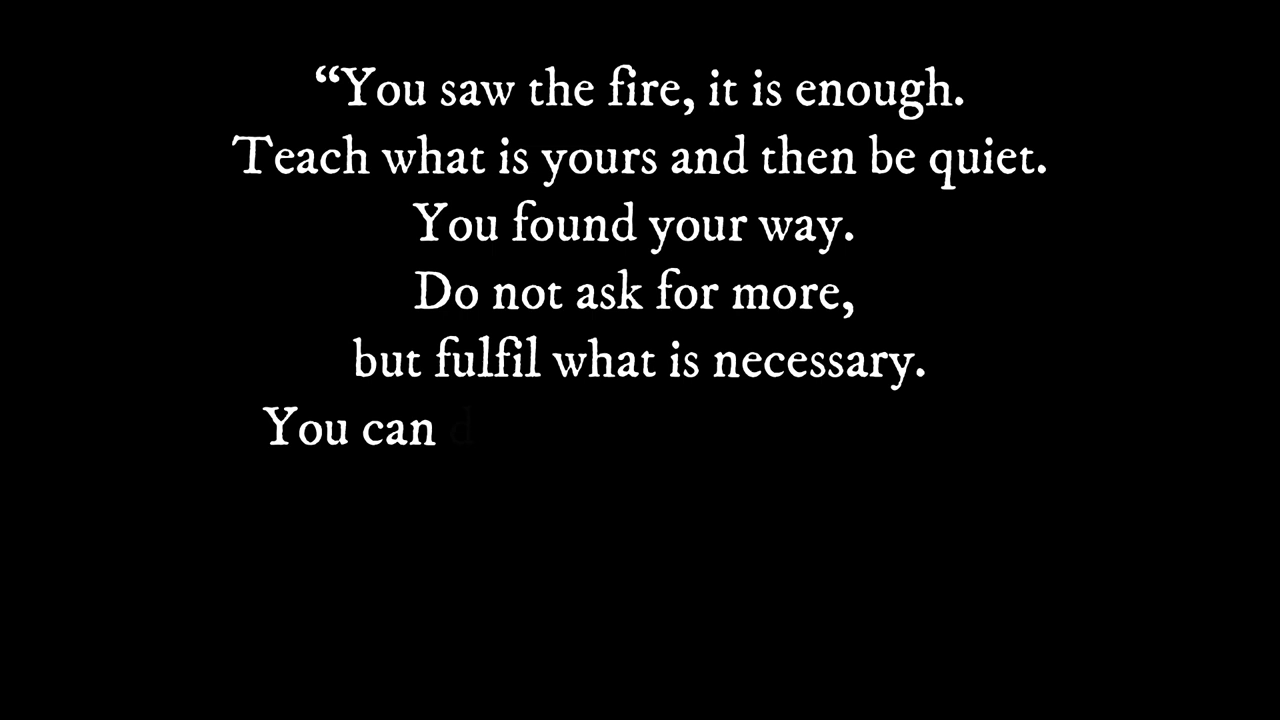 “You saw the fire, it is enough.
Teach what is yours and then be quiet.
You found your way.
Do not ask for more,
but fulfil what is necessary.
You can d